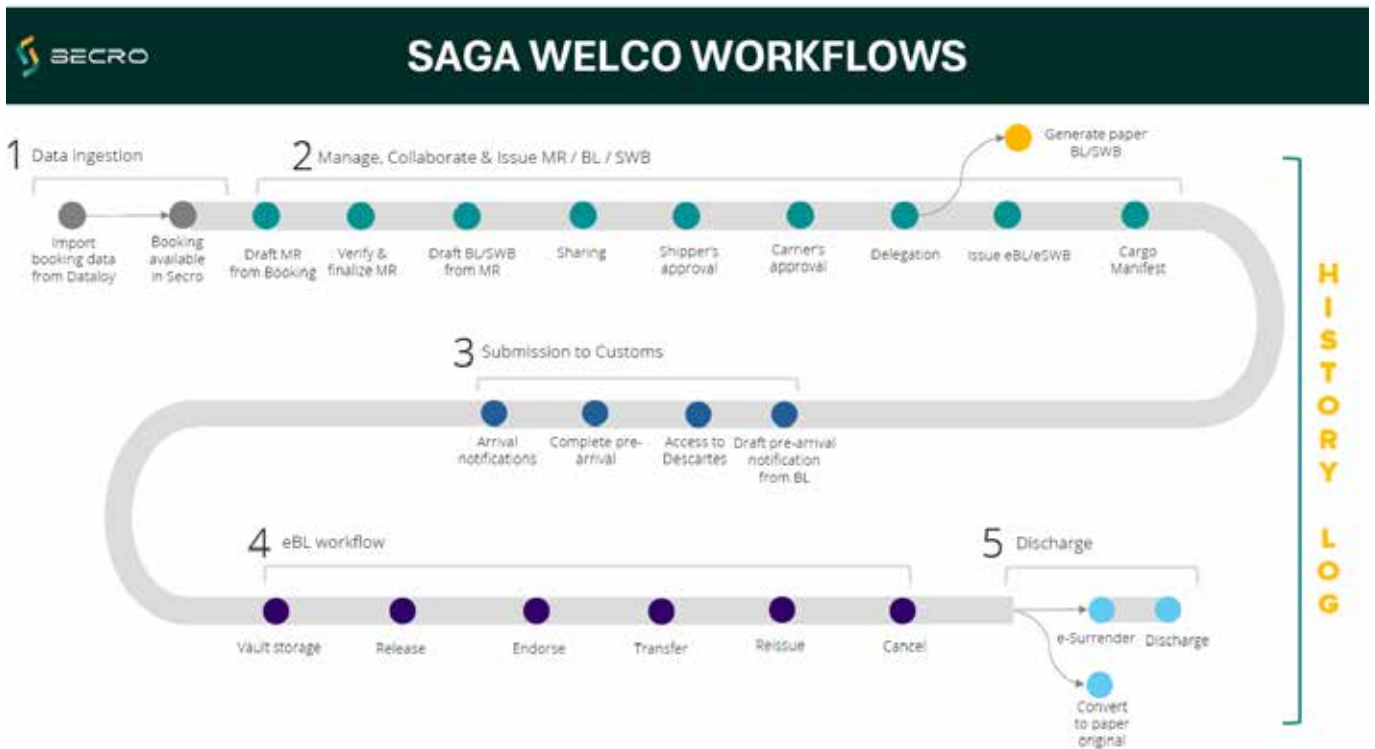 SECRO
SAGA WELCO WORKFLOWS
1 Data ingestion
Import
booking data
from Dataloy
Booking
available
in Secro
2 Manage, Collaborate & Issue MR / BL / SWB
Draft MR
from Booking
Verify &
finalize MR
Draft BL/SWB
from MR
Sharing
Shipper's
approval
Carrier's
approval
Delegation
Generate paper
BL/SWB
Issue eBL/eSWB
Cargo
Manifest
3 Submission to Customs
Arrival
notifications
Complete pre-
arrival
Access to
Descartes
Draft pre-arrival
notification
from BL
4 eBL workflow
Vault storage
Release
Endorse
Transfer
Reissue
Cancel
5 Discharge
e-Surrender
Discharge
Convert
to paper
original
HISTORY LOG